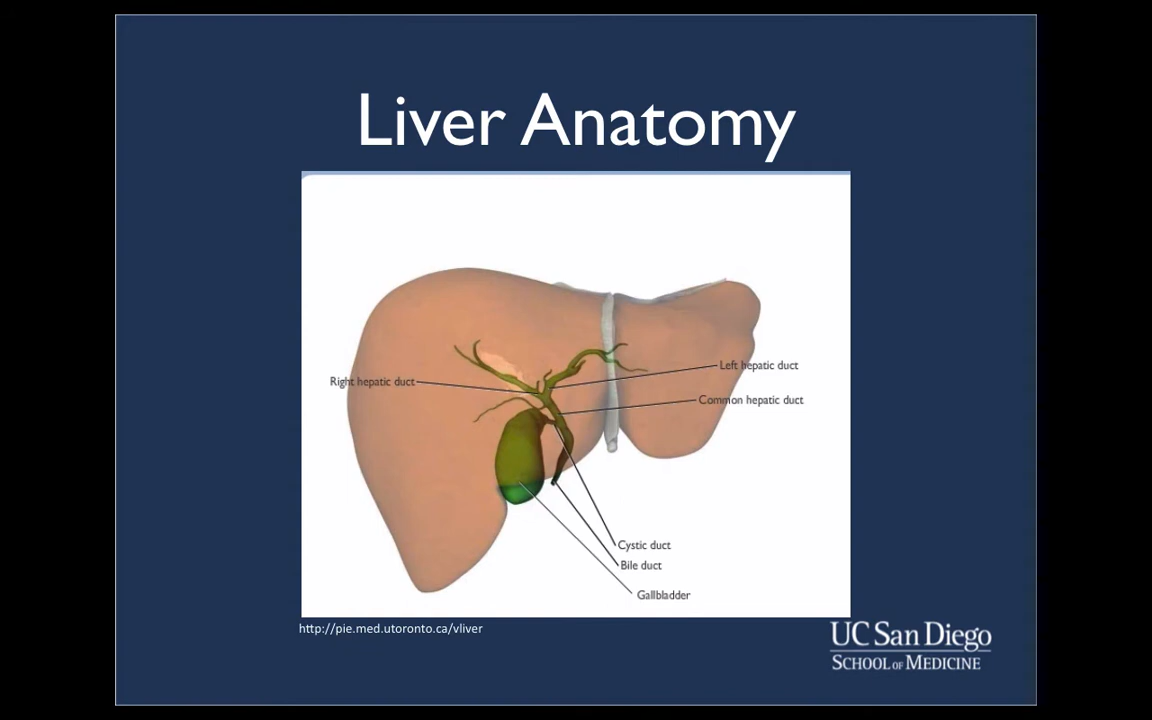 Liver Anatomy
Left hepatic duct
Right hepatic duct
Common hepatic duct
Cystic duct
Bile duct
Gallbladder
http://pie.med.utoronto.ca/vliver
UC San Diego
SCHOOL OF MEDICINE